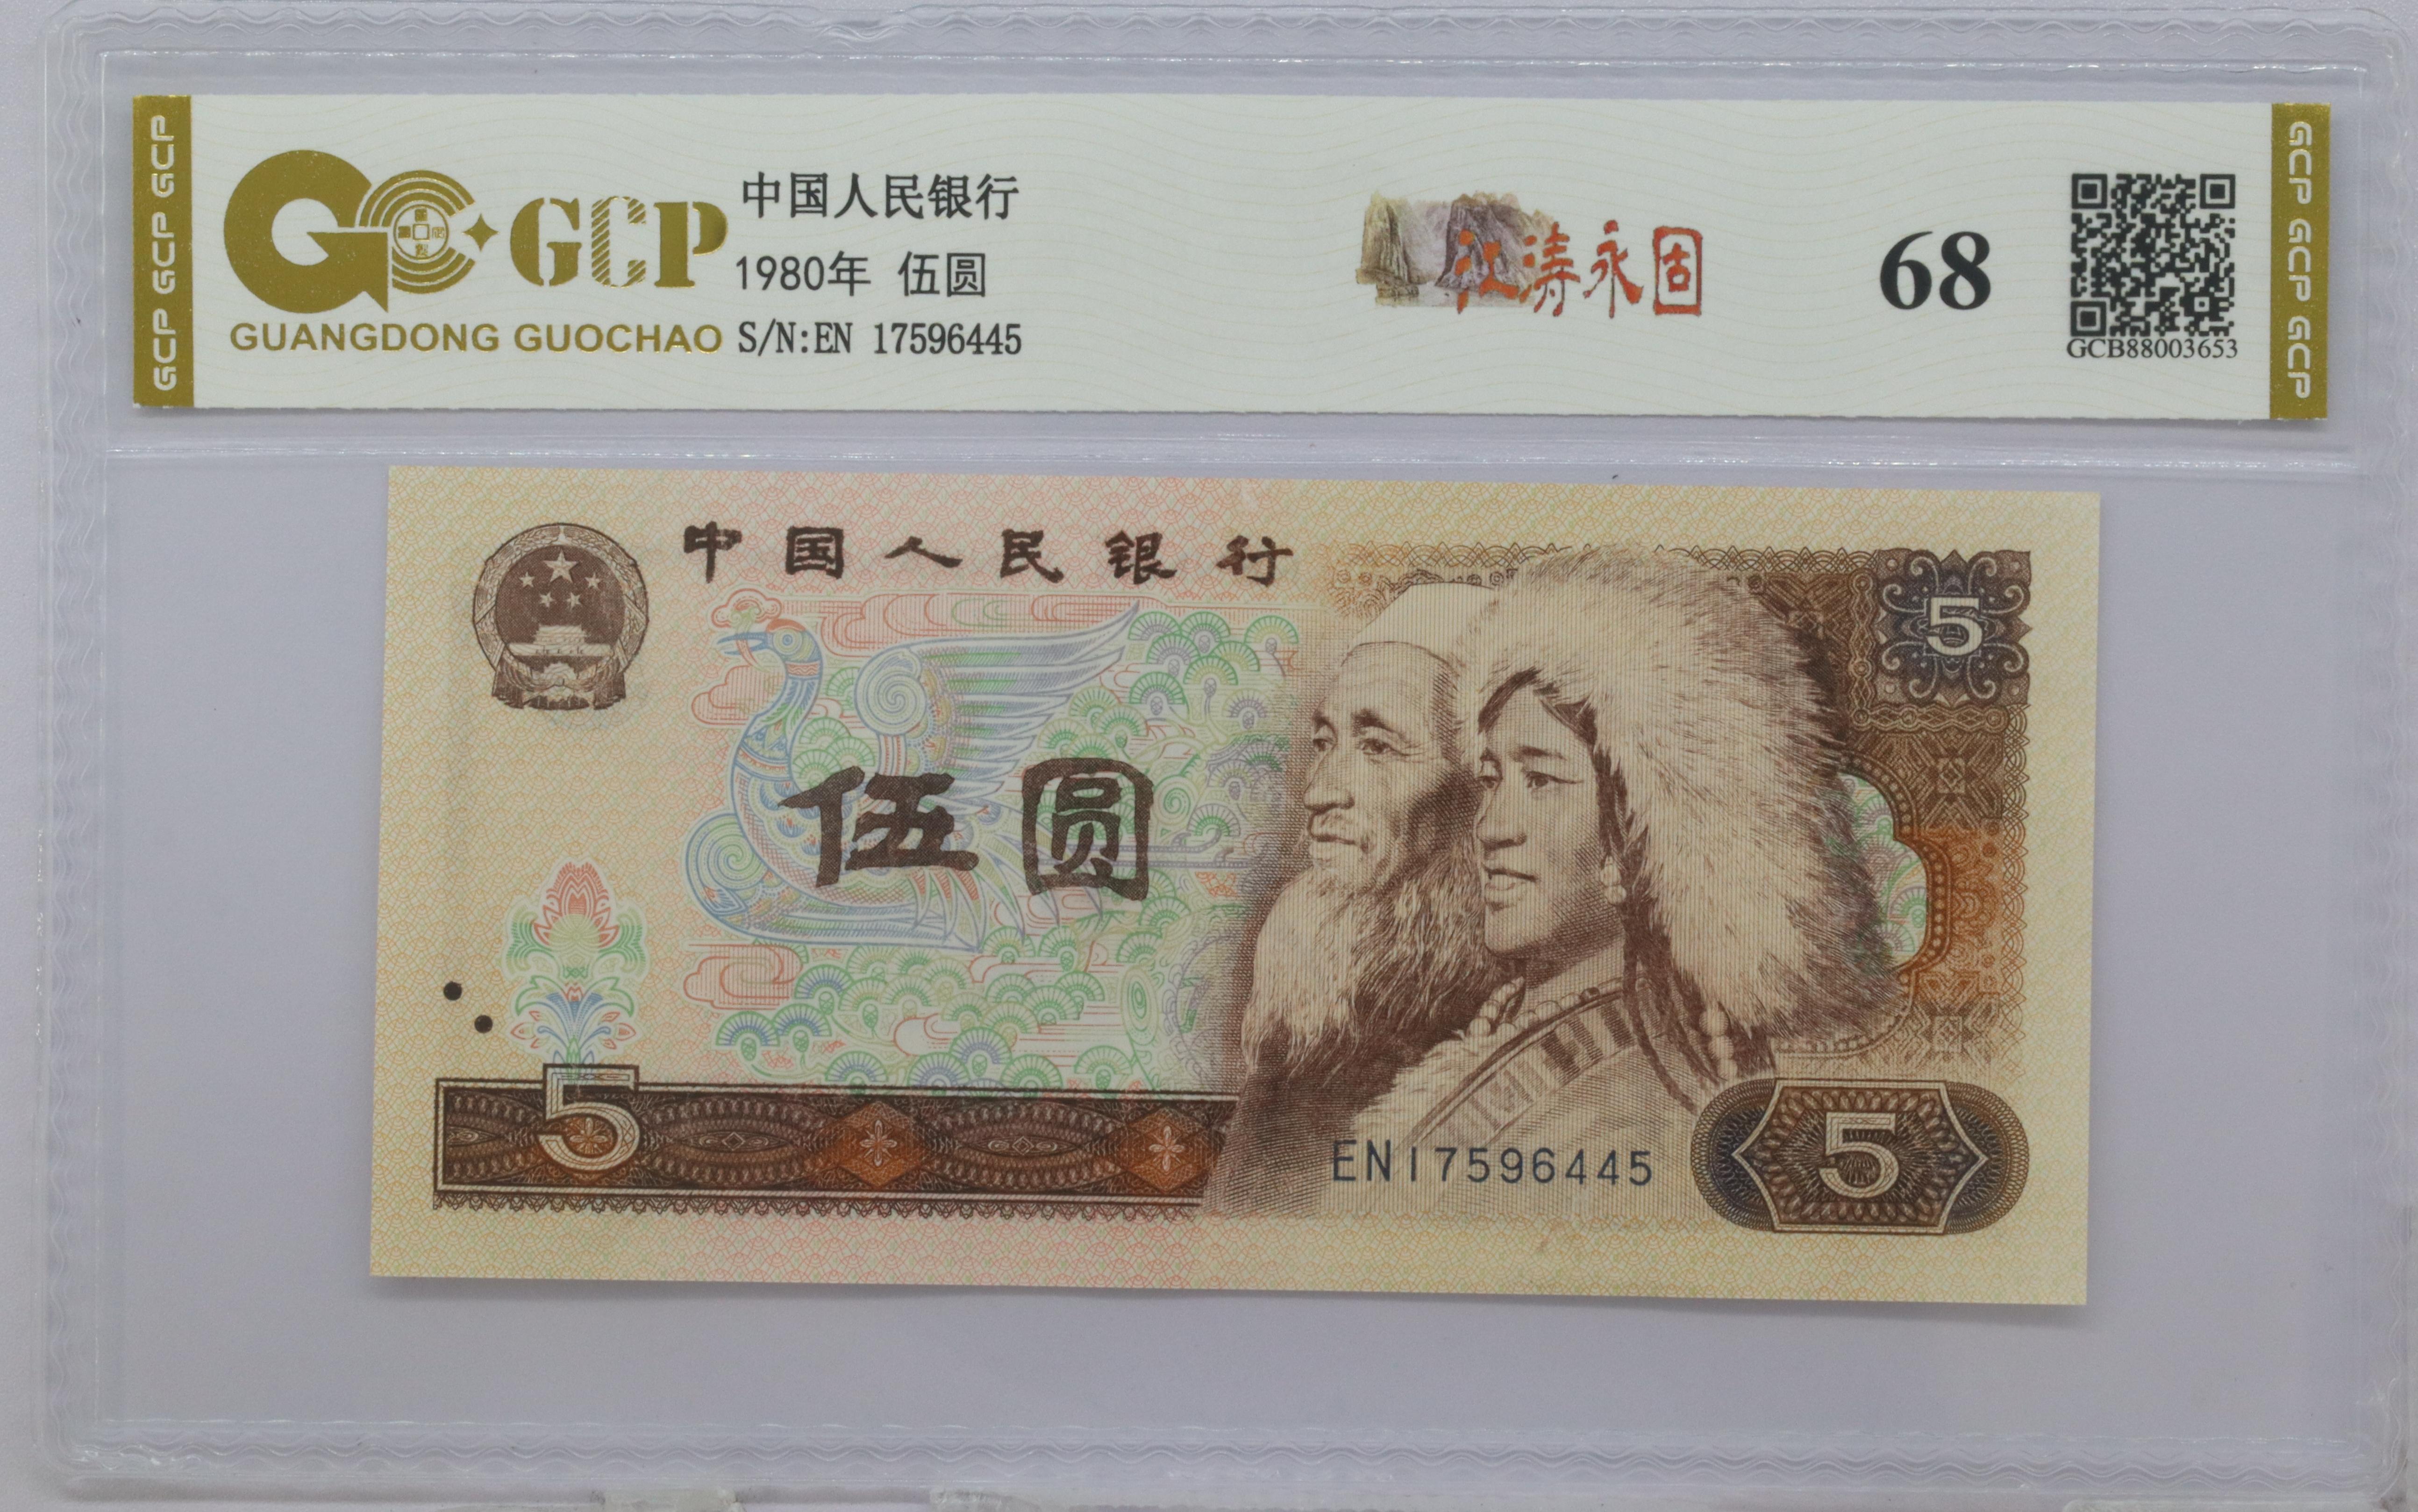 GCP GCP GCP
GCP
GUANGDONG GUOCHAO
中国人民银行
1980年 伍圆
S/N:EN 17596445
江涛永固
68
GCB88003653
GCP GCP GCP
中国人民银行
5
伍圆
5
EN17596445
5